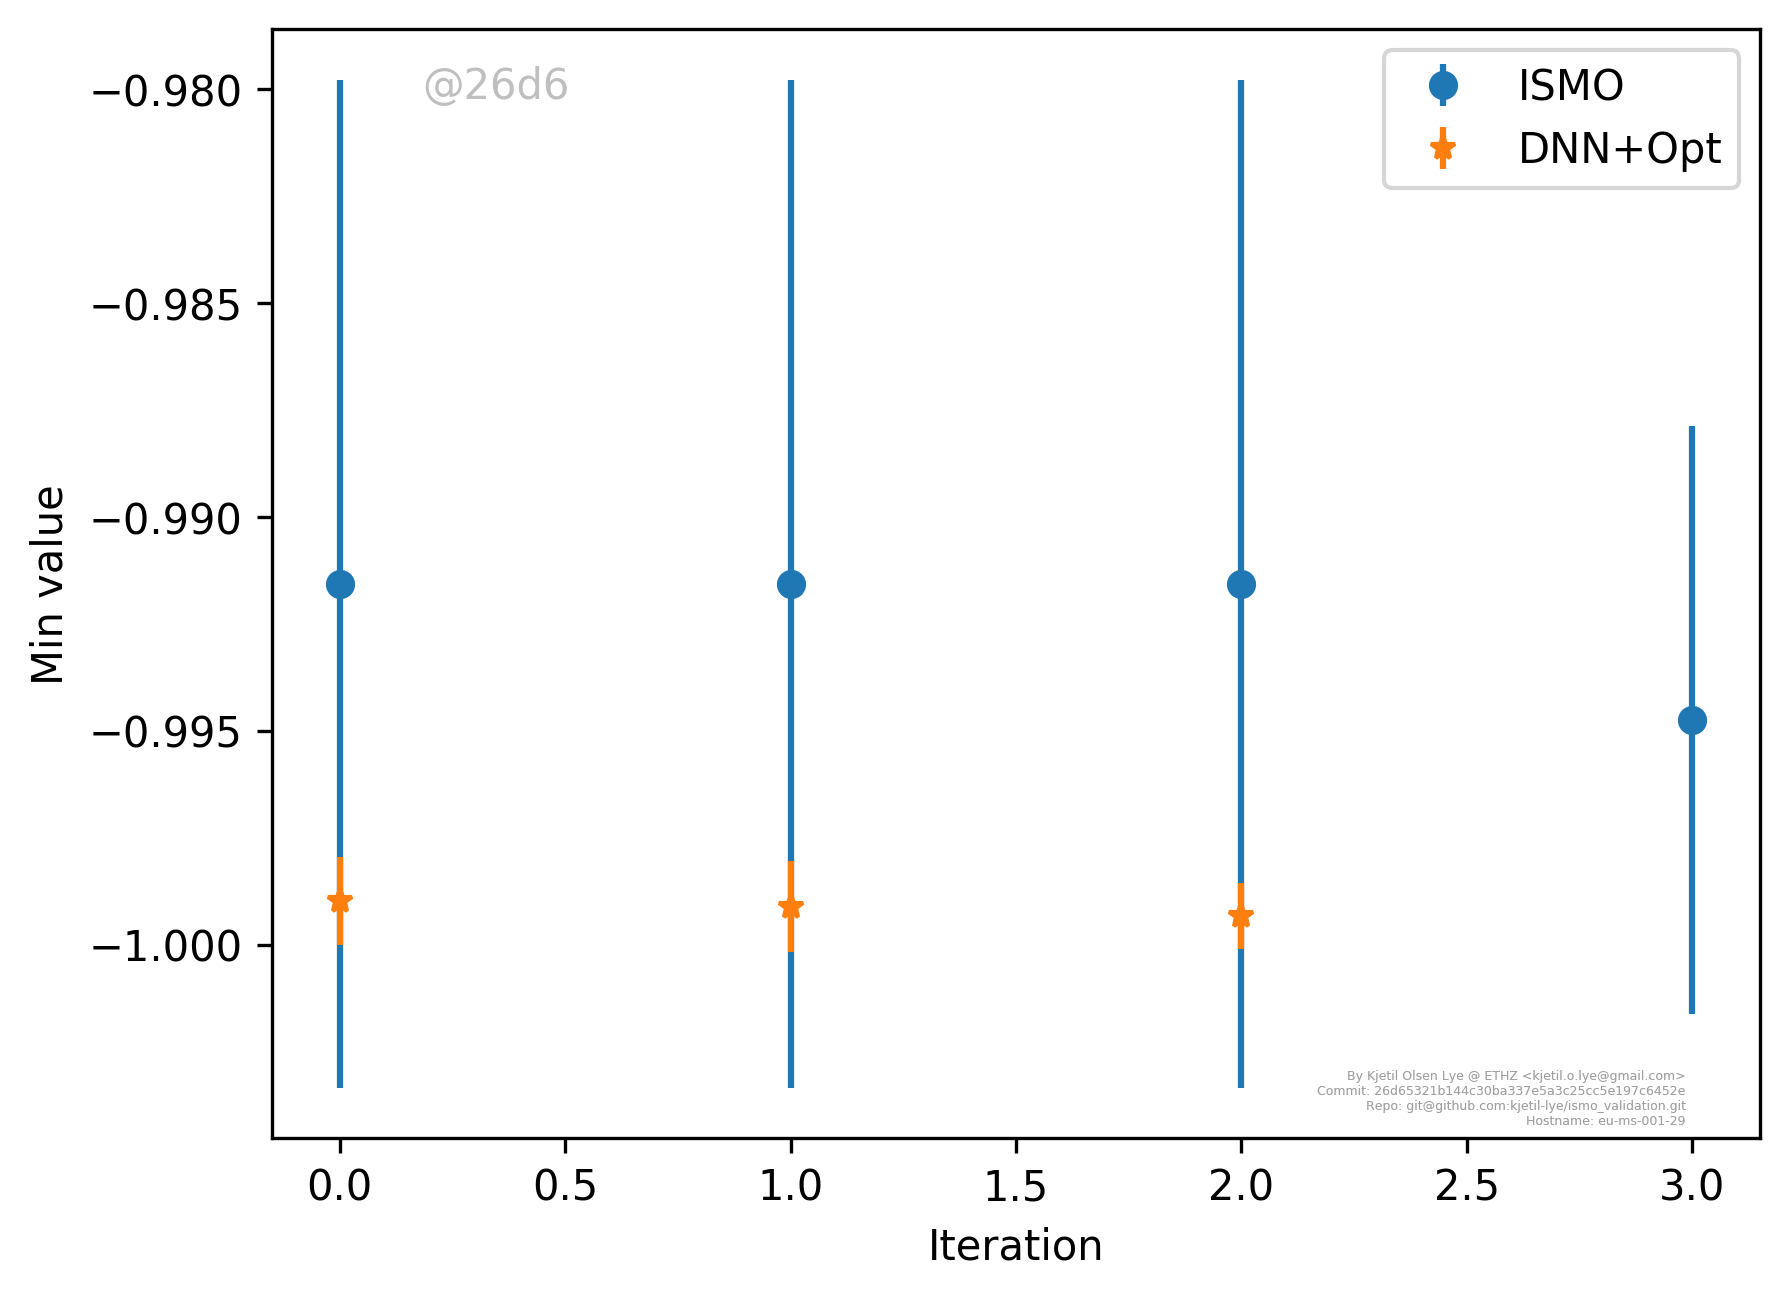 @26d6
ISMO
DNN+Opt
−0.980
−0.985
−0.990
−0.995
−1.000
Min value
By Kjetil Olsen Lye @ ETHZ <kjetil.o.lye@gmail.com>
Commit: 26d65321b144c30ba337e5a3c25cc5e197c6452e
Repo: git@github.com:kjetil-lye/ismo_validation.git
Hostname: eu-ms-001-29
0.0 0.5 1.0 1.5 2.0 2.5 3.0
Iteration